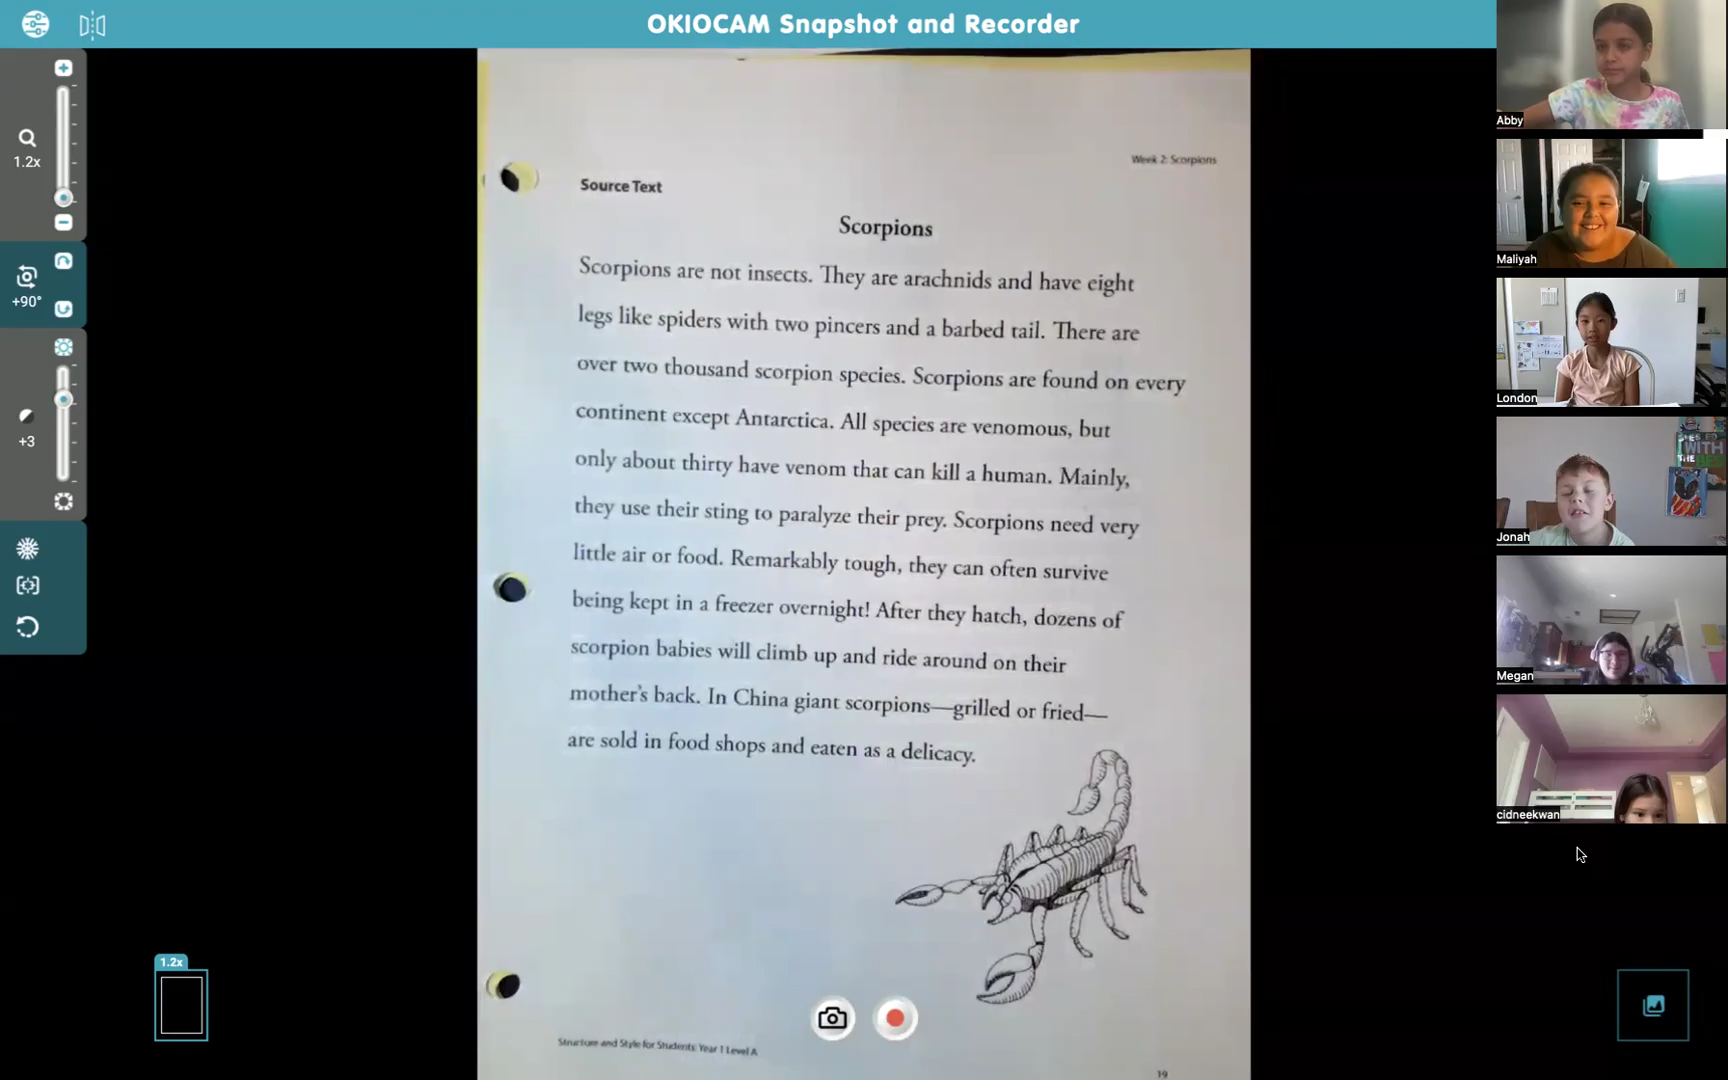 OKIOCAM Snapshot and Recorder
1.2x
+90°
+3
1.2x
Week 2: Scorpions
Source Text
Scorpions
Scorpions are not insects. They are arachnids and have eight
legs like spiders with two pincers and a barbed tail. There are
over two thousand scorpion species. Scorpions are found on every
continent except Antarctica. All species are venomous, but
only about thirty have venom that can kill a human. Mainly,
they use their sting to paralyze their prey. Scorpions need very
little air or food. Remarkably tough, they can often survive
being kept in a freezer overnight! After they hatch, dozens of
scorpion babies will climb up and ride around on their
mother's back. In China giant scorpions—grilled or fried—
are sold in food shops and eaten as a delicacy.
Structure and Style for Students: Year 1 Level A
19
Abby
Maliyah
London
Jonah
WITH
THE
Megan
cidneekwan